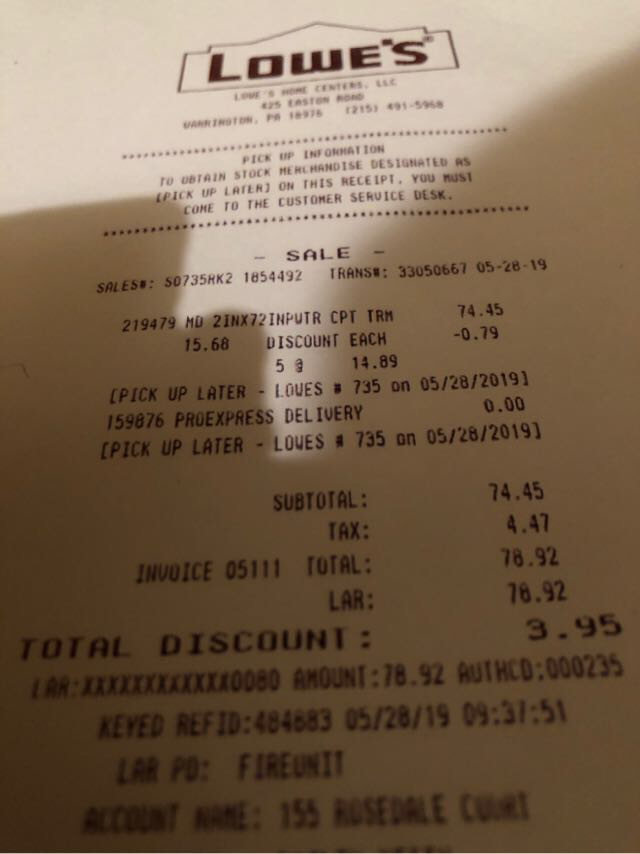 LOWE'S®
LOWE'S HOME CENTERS, LLC
425 EASTON ROAD
WARRINGTON, PA 18976 (215) 491-5968
PICK UP INFORMATION
TO OBTAIN STOCK MERCHANDISE DESIGNATED AS
[PICK UP LATER] ON THIS RECEIPT, YOU MUST
COME TO THE CUSTOMER SERVICE DESK.
- SALE -
SALES#: S0735RK2 1854492 TRANS#: 33050667 05-28-19
219479 MD 2INX72INPWTR CPT TRM 74.45
15.68 DISCOUNT EACH -0.79
5 @ 14.89
[PICK UP LATER - LOWES # 735 on 05/28/2019]
159876 PROEXPRESS DELIVERY 0.00
[PICK UP LATER - LOWES # 735 on 05/28/2019]
SUBTOTAL: 74.45
TAX: 4.47
INVOICE 05111 TOTAL: 78.92
LAR: 78.92
TOTAL DISCOUNT: 3.95
LAR:XXXXXXXXXXXX0080 AMOUNT:78.92 AUTHCD:000235
KEYED REFID:484683 05/28/19 09:37:51
LAR PO: FIREUNIT
ACCOUNT NAME: 155 ROSEDALE COURT